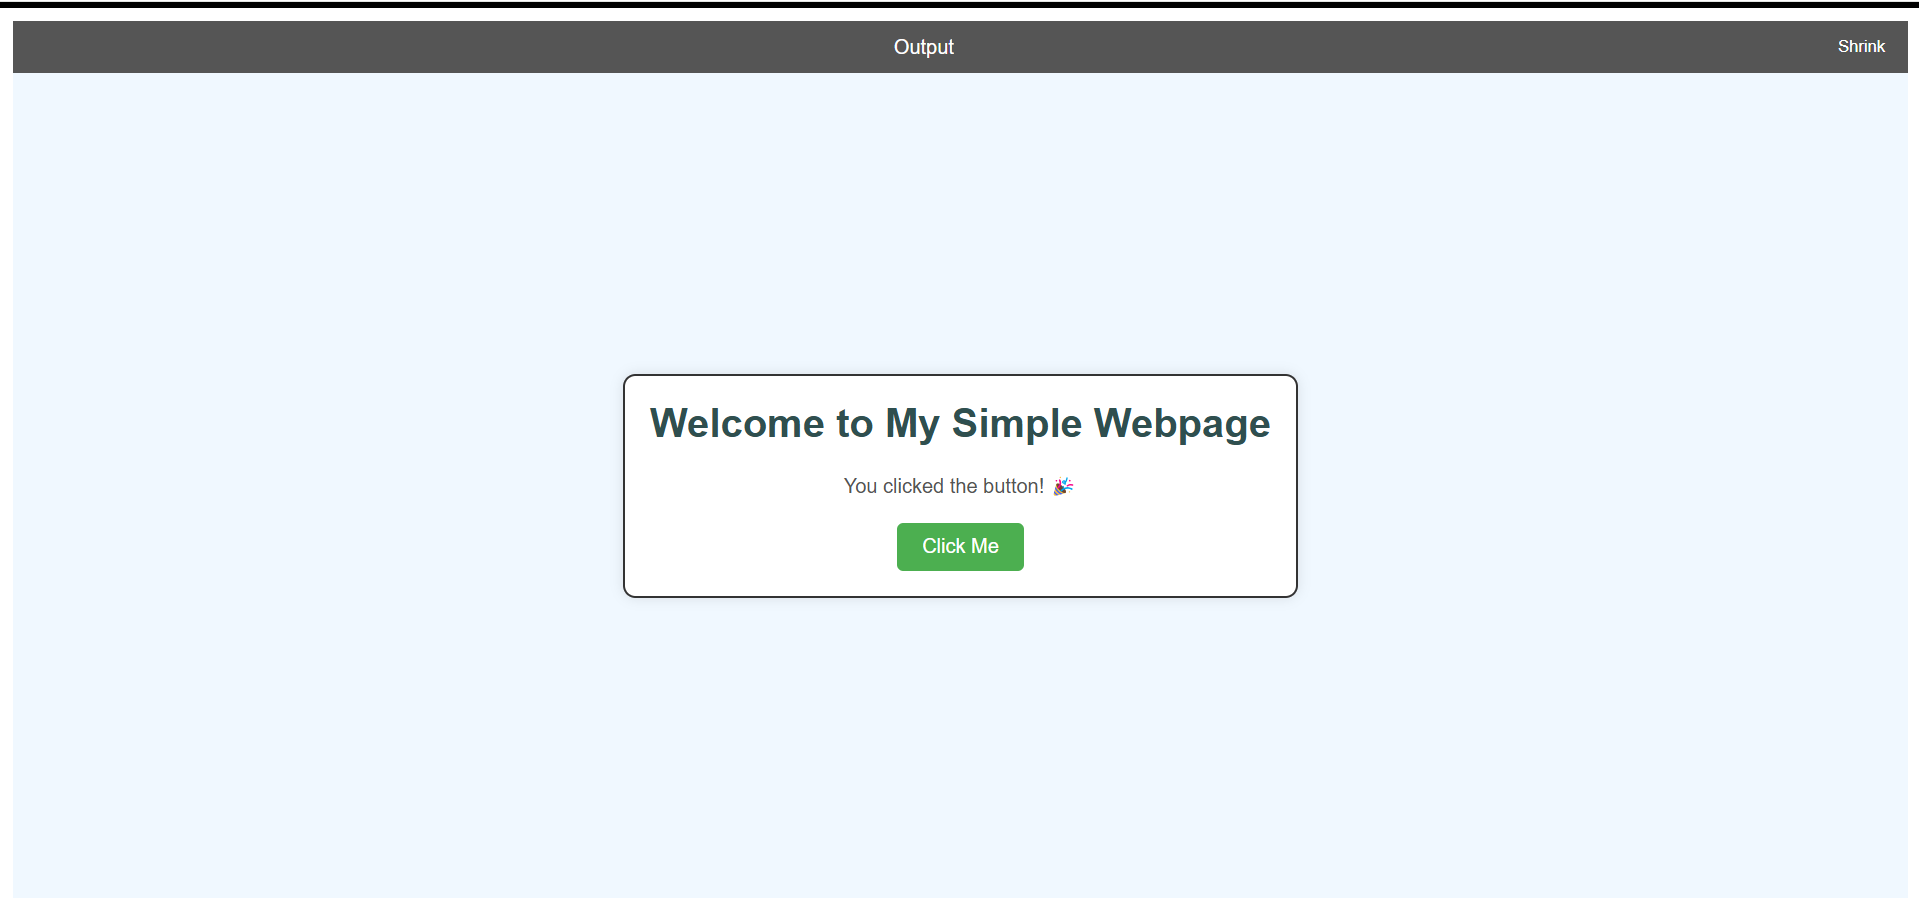 Output
Shrink
Welcome to My Simple Webpage
You clicked the button! 🎉
Click Me